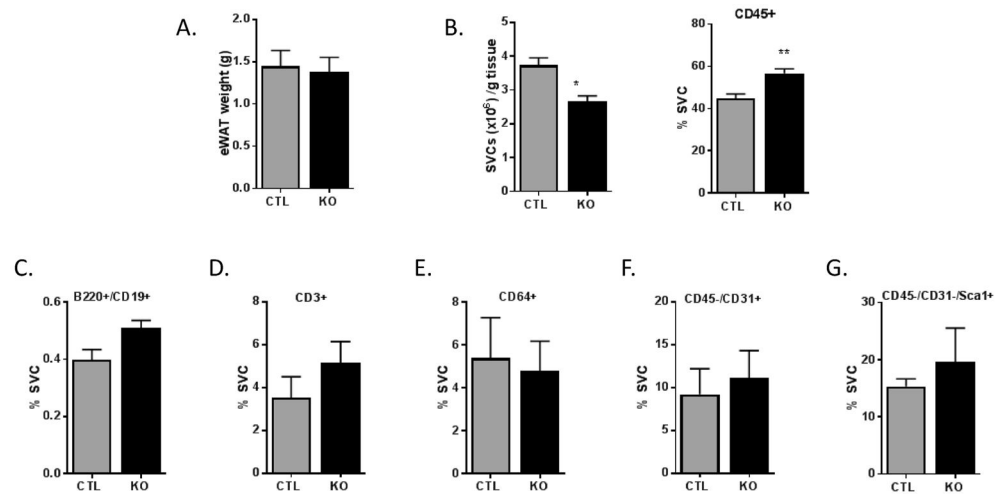 A.
eWAT weight (g)
2.0
1.5
1.0
0.5
0.0
CTL KO
B.
SVCs (x10⁶) /g tissue
5
4
3
2
1
0
*
CTL KO
CD45+
% SVC
80
60
40
20
0
**
CTL KO
C.
B220+/CD19+
% SVC
0.6
0.4
0.2
0.0
CTL KO
D.
CD3+
% SVC
8
6
4
2
0
CTL KO
E.
CD64+
% SVC
8
6
4
2
0
CTL KO
F.
CD45-/CD31+
% SVC
20
15
10
5
0
CTL KO
G.
CD45-/CD31-/Sca1+
% SVC
30
20
10
0
CTL KO